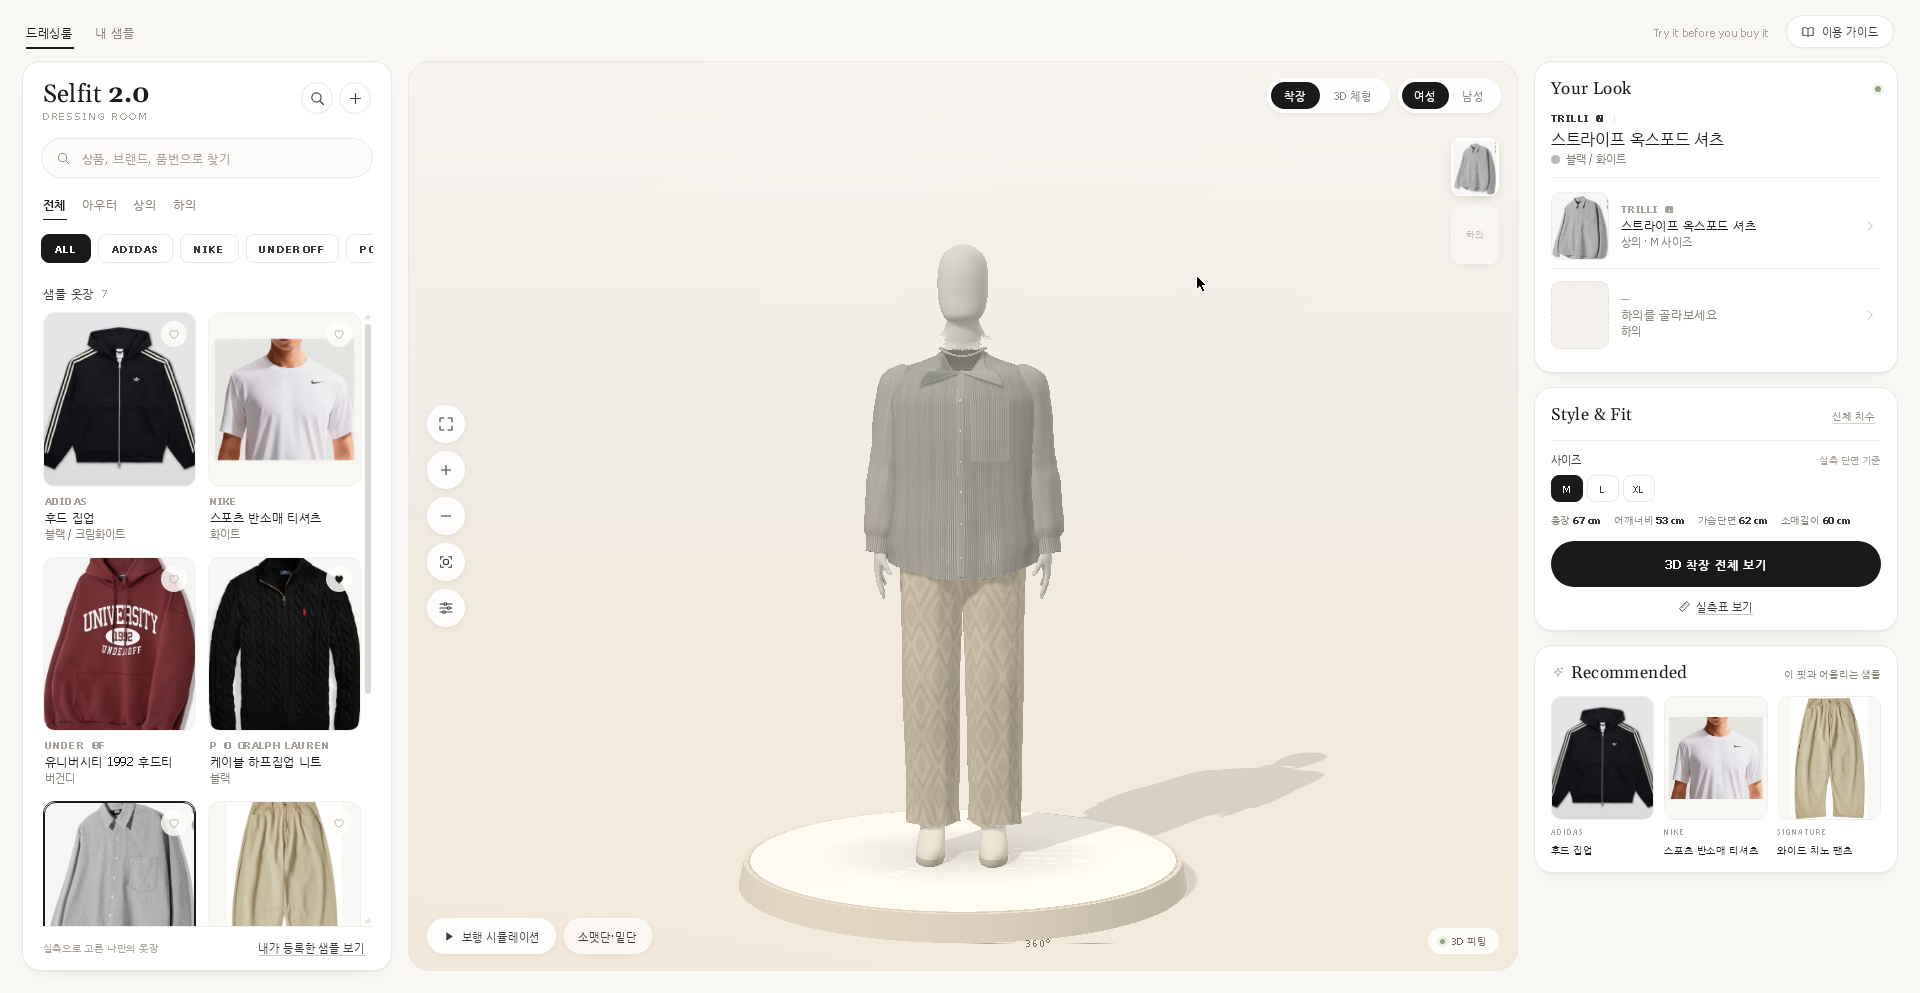 드레싱룸
내 샘플
Try it before you buy it
이용 가이드
Selfit 2.0
DRESSING ROOM
상품, 브랜드, 품번으로 찾기
전체
아우터
상의
하의
ALL
ADIDAS
NIKE
UNDEROFF
샘플 옷장 7
ADIDAS
후드 집업
블랙 / 크림화이트
NIKE
스포츠 반소매 티셔츠
화이트
UNIVERSITY
1992
UNDEROFF
UNDER
유니버시티 1992 후드티
버건디
RALPH LAUREN
케이블 하프집업 니트
블랙
실측으로 고른 나만의 옷장
내가 등록한 샘플 보기
착장
3D 체형
여성
남성
하의
보행 시뮬레이션
소맷단·밑단
360°
3D 피팅
Your Look
TRILLI
스트라이프 옥스포드 셔츠
블랙 / 화이트
TRILLI
스트라이프 옥스포드 셔츠
상의 · M 사이즈
—
하의를 골라보세요
하의
Style & Fit
신체 치수
사이즈
실측 단면 기준
M
L
XL
총장 67 cm
어깨너비 53 cm
가슴단면 62 cm
소매길이 60 cm
3D 착장 전체 보기
실측표 보기
Recommended
이 핏과 어울리는 샘플
ADIDAS
후드 집업
NIKE
스포츠 반소매 티셔츠
SIGNATURE
와이드 치노 팬츠